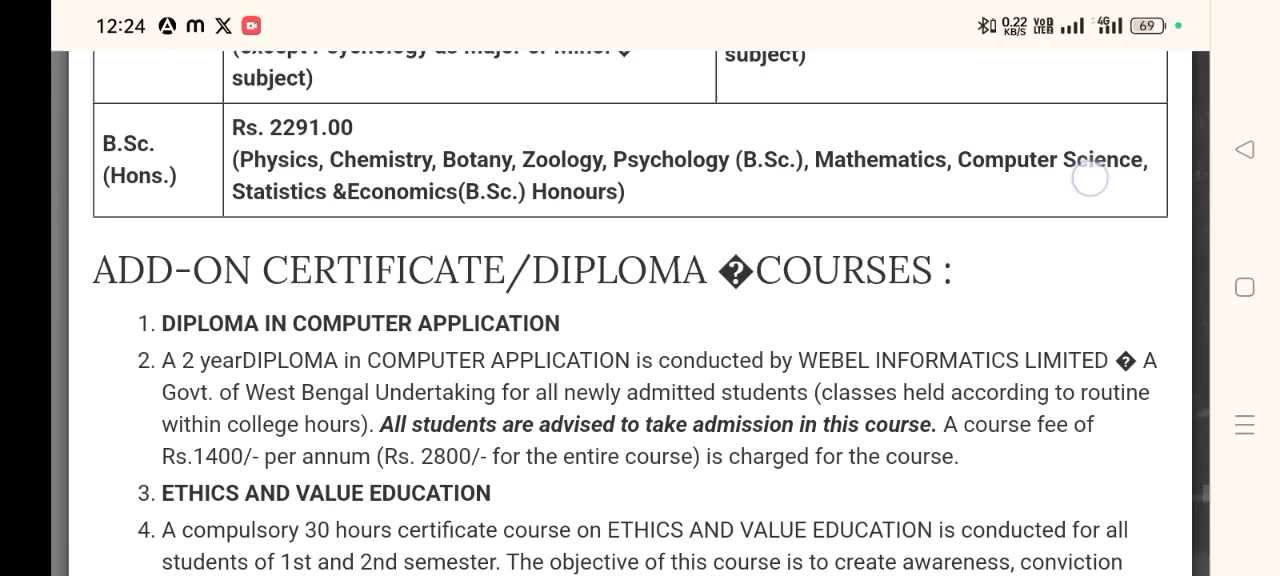 12:24 m X 0.22 KB/S VoD LTEB 4G 69
subject)
subject)
B.Sc.
(Hons.)
Rs. 2291.00
(Physics, Chemistry, Botany, Zoology, Psychology (B.Sc.), Mathematics, Computer Science,
Statistics &Economics(B.Sc.) Honours)
ADD-ON CERTIFICATE/DIPLOMA �COURSES :
1. DIPLOMA IN COMPUTER APPLICATION
2. A 2 yearDIPLOMA in COMPUTER APPLICATION is conducted by WEBEL INFORMATICS LIMITED � A
Govt. of West Bengal Undertaking for all newly admitted students (classes held according to routine
within college hours). All students are advised to take admission in this course. A course fee of
Rs.1400/- per annum (Rs. 2800/- for the entire course) is charged for the course.
3. ETHICS AND VALUE EDUCATION
4. A compulsory 30 hours certificate course on ETHICS AND VALUE EDUCATION is conducted for all
students of 1st and 2nd semester. The objective of this course is to create awareness, conviction